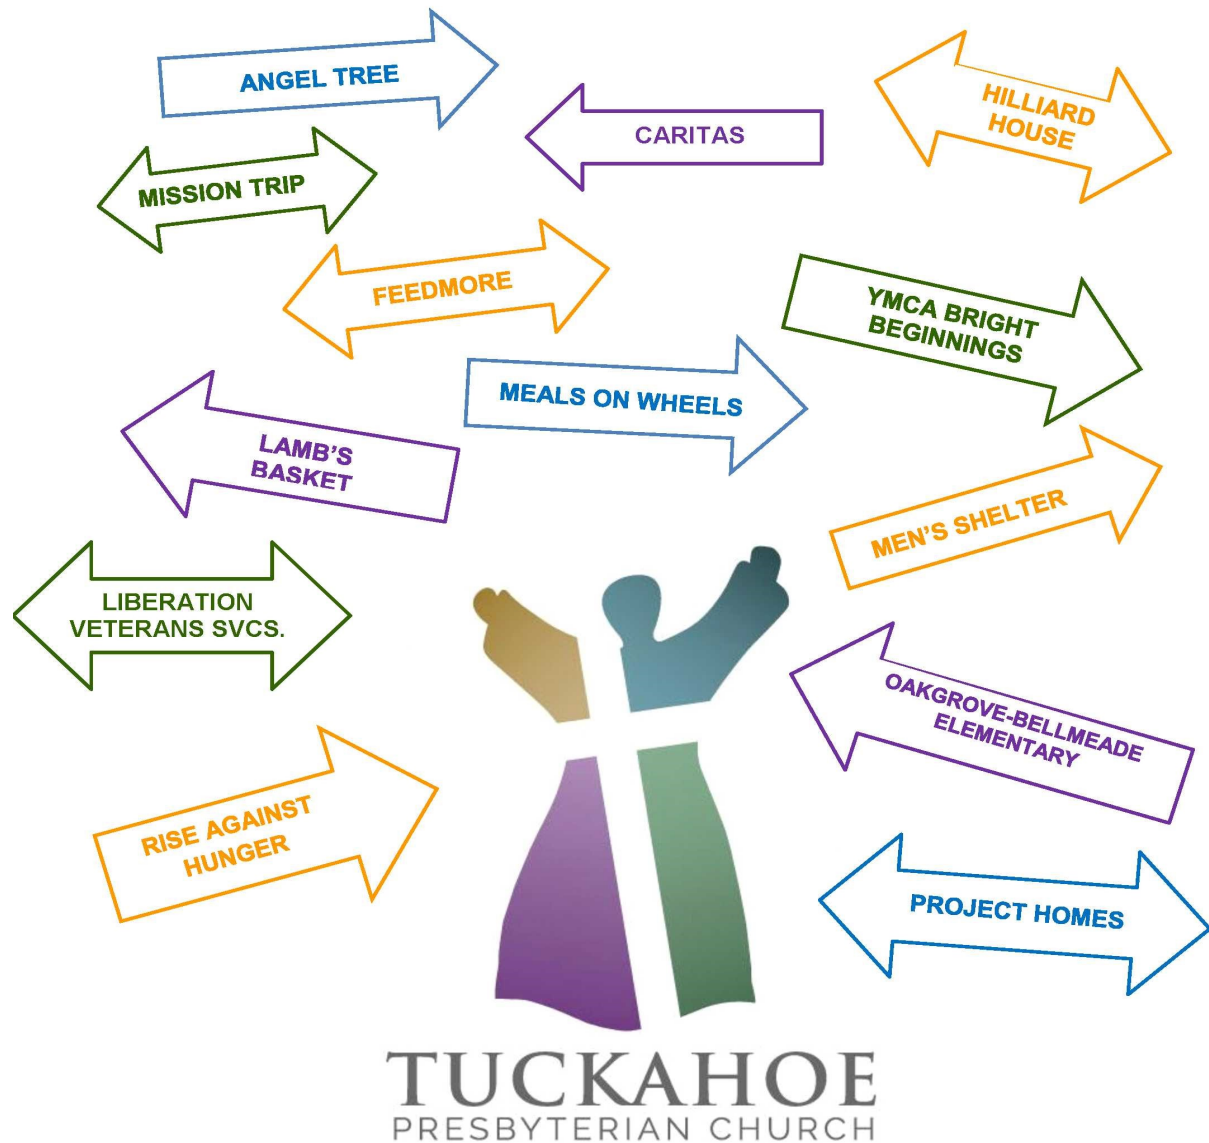 ANGEL TREE
CARITAS
HILLIARD
HOUSE
MISSION TRIP
FEEDMORE
YMCA BRIGHT
BEGINNINGS
MEALS ON WHEELS
LAMB'S
BASKET
MEN'S SHELTER
LIBERATION
VETERANS SVCS.
OAKGROVE-BELLMEADE
ELEMENTARY
RISE AGAINST
HUNGER
PROJECT HOMES
TUCKAHOE
PRESBYTERIAN CHURCH